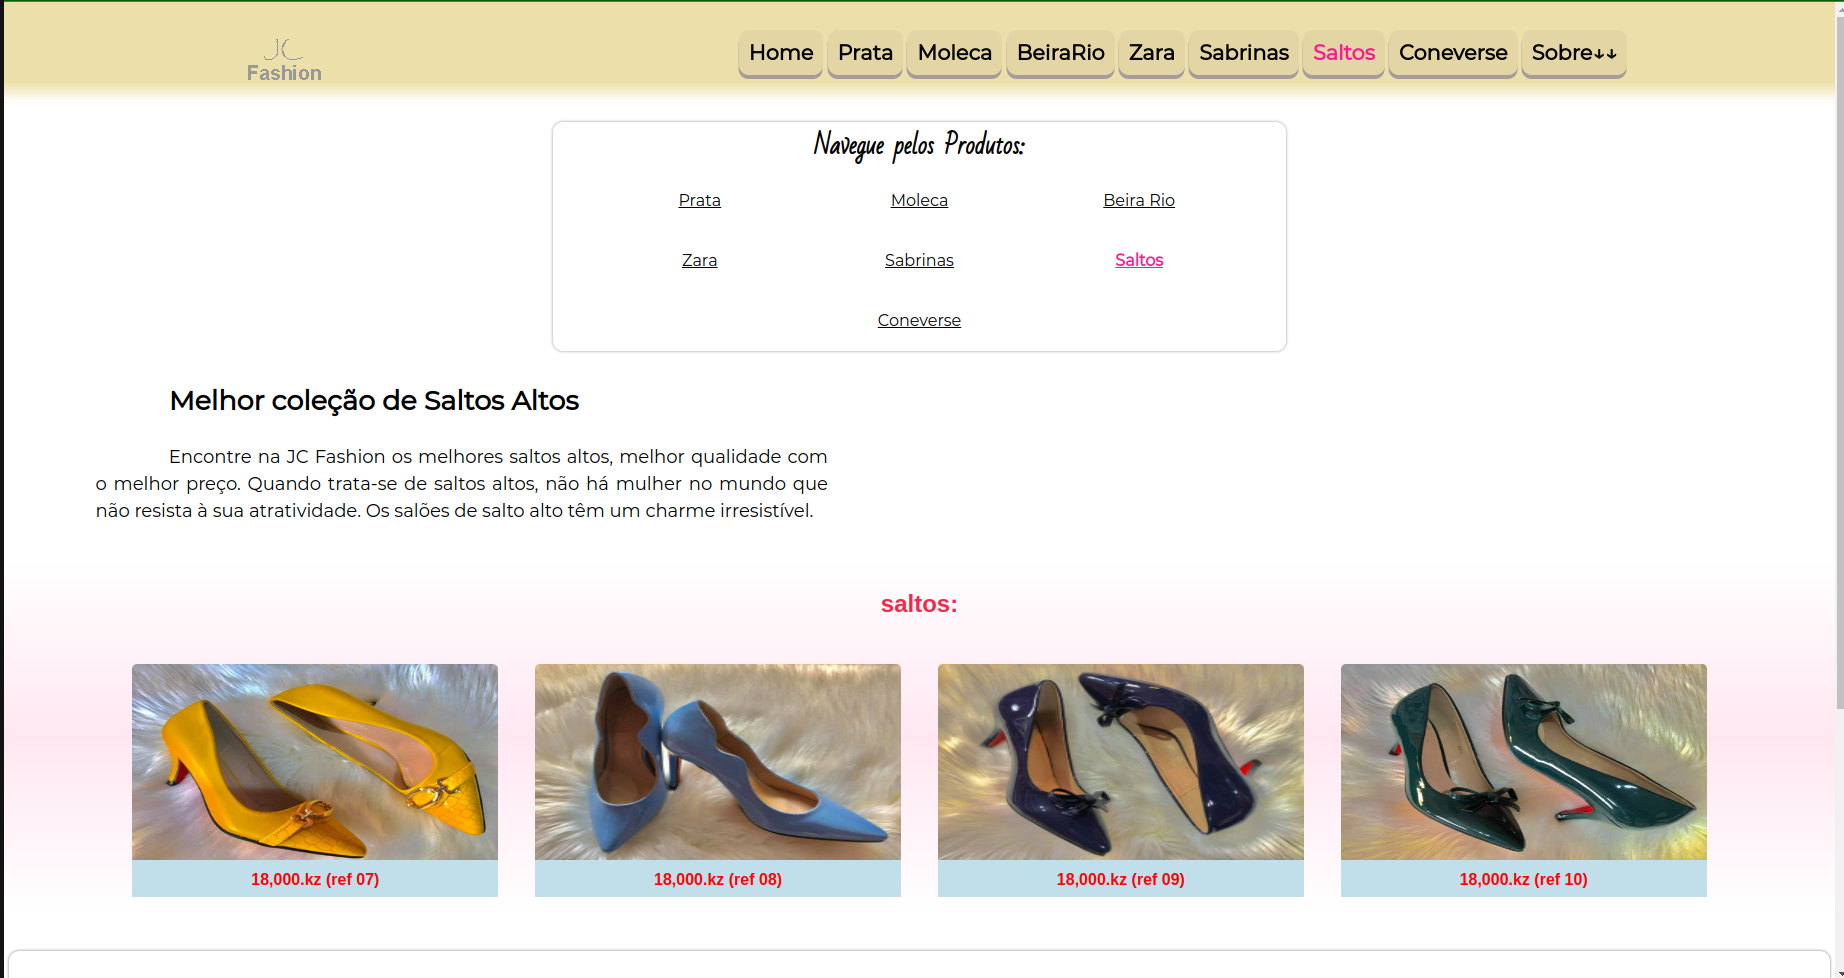 JC
Fashion
Home Prata Moleca BeiraRio Zara Sabrinas Saltos Coneverse Sobre↓↓
Navegue pelos Produtos:
Prata Moleca Beira Rio
Zara Sabrinas Saltos
Coneverse
Melhor coleção de Saltos Altos
Encontre na JC Fashion os melhores saltos altos, melhor qualidade com
o melhor preço. Quando trata-se de saltos altos, não há mulher no mundo que
não resista à sua atratividade. Os salões de salto alto têm um charme irresistível.
saltos:
18,000.kz (ref 07) 18,000.kz (ref 08) 18,000.kz (ref 09) 18,000.kz (ref 10)